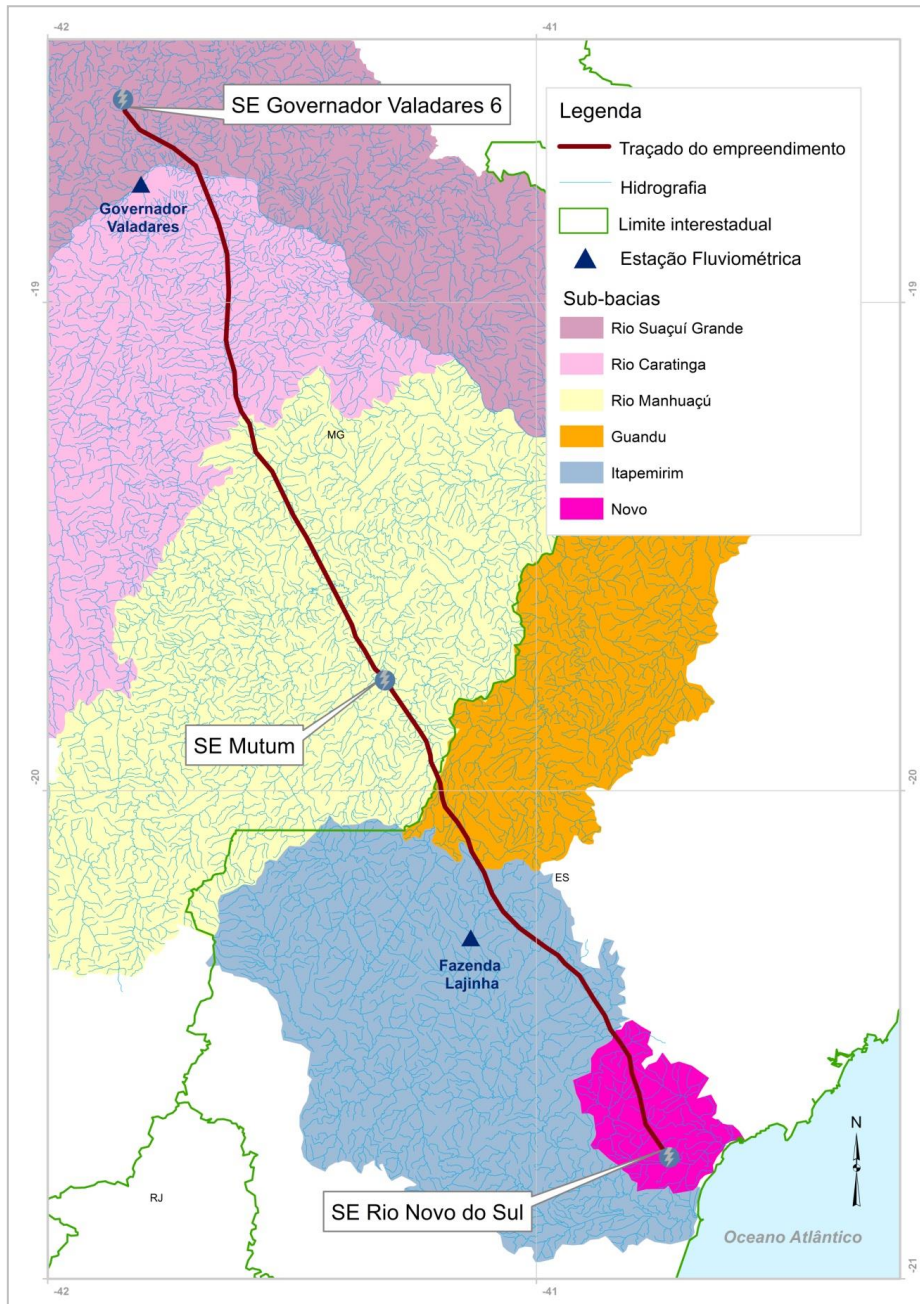 -42
-41
SE Governador Valadares 6
Legenda
Traçado do empreendimento
Hidrografia
Limite interestadual
Estação Fluviométrica
Sub-bacias
Rio Suaçuí Grande
Rio Caratinga
Rio Manhuaçú
Guandu
Itapemirim
Novo
Governador
Valadares
-19
-19
MG
SE Mutum
-20
-20
ES
Fazenda
Lajinha
N
SE Rio Novo do Sul
RJ
Oceano Atlântico
-21
-42
-41